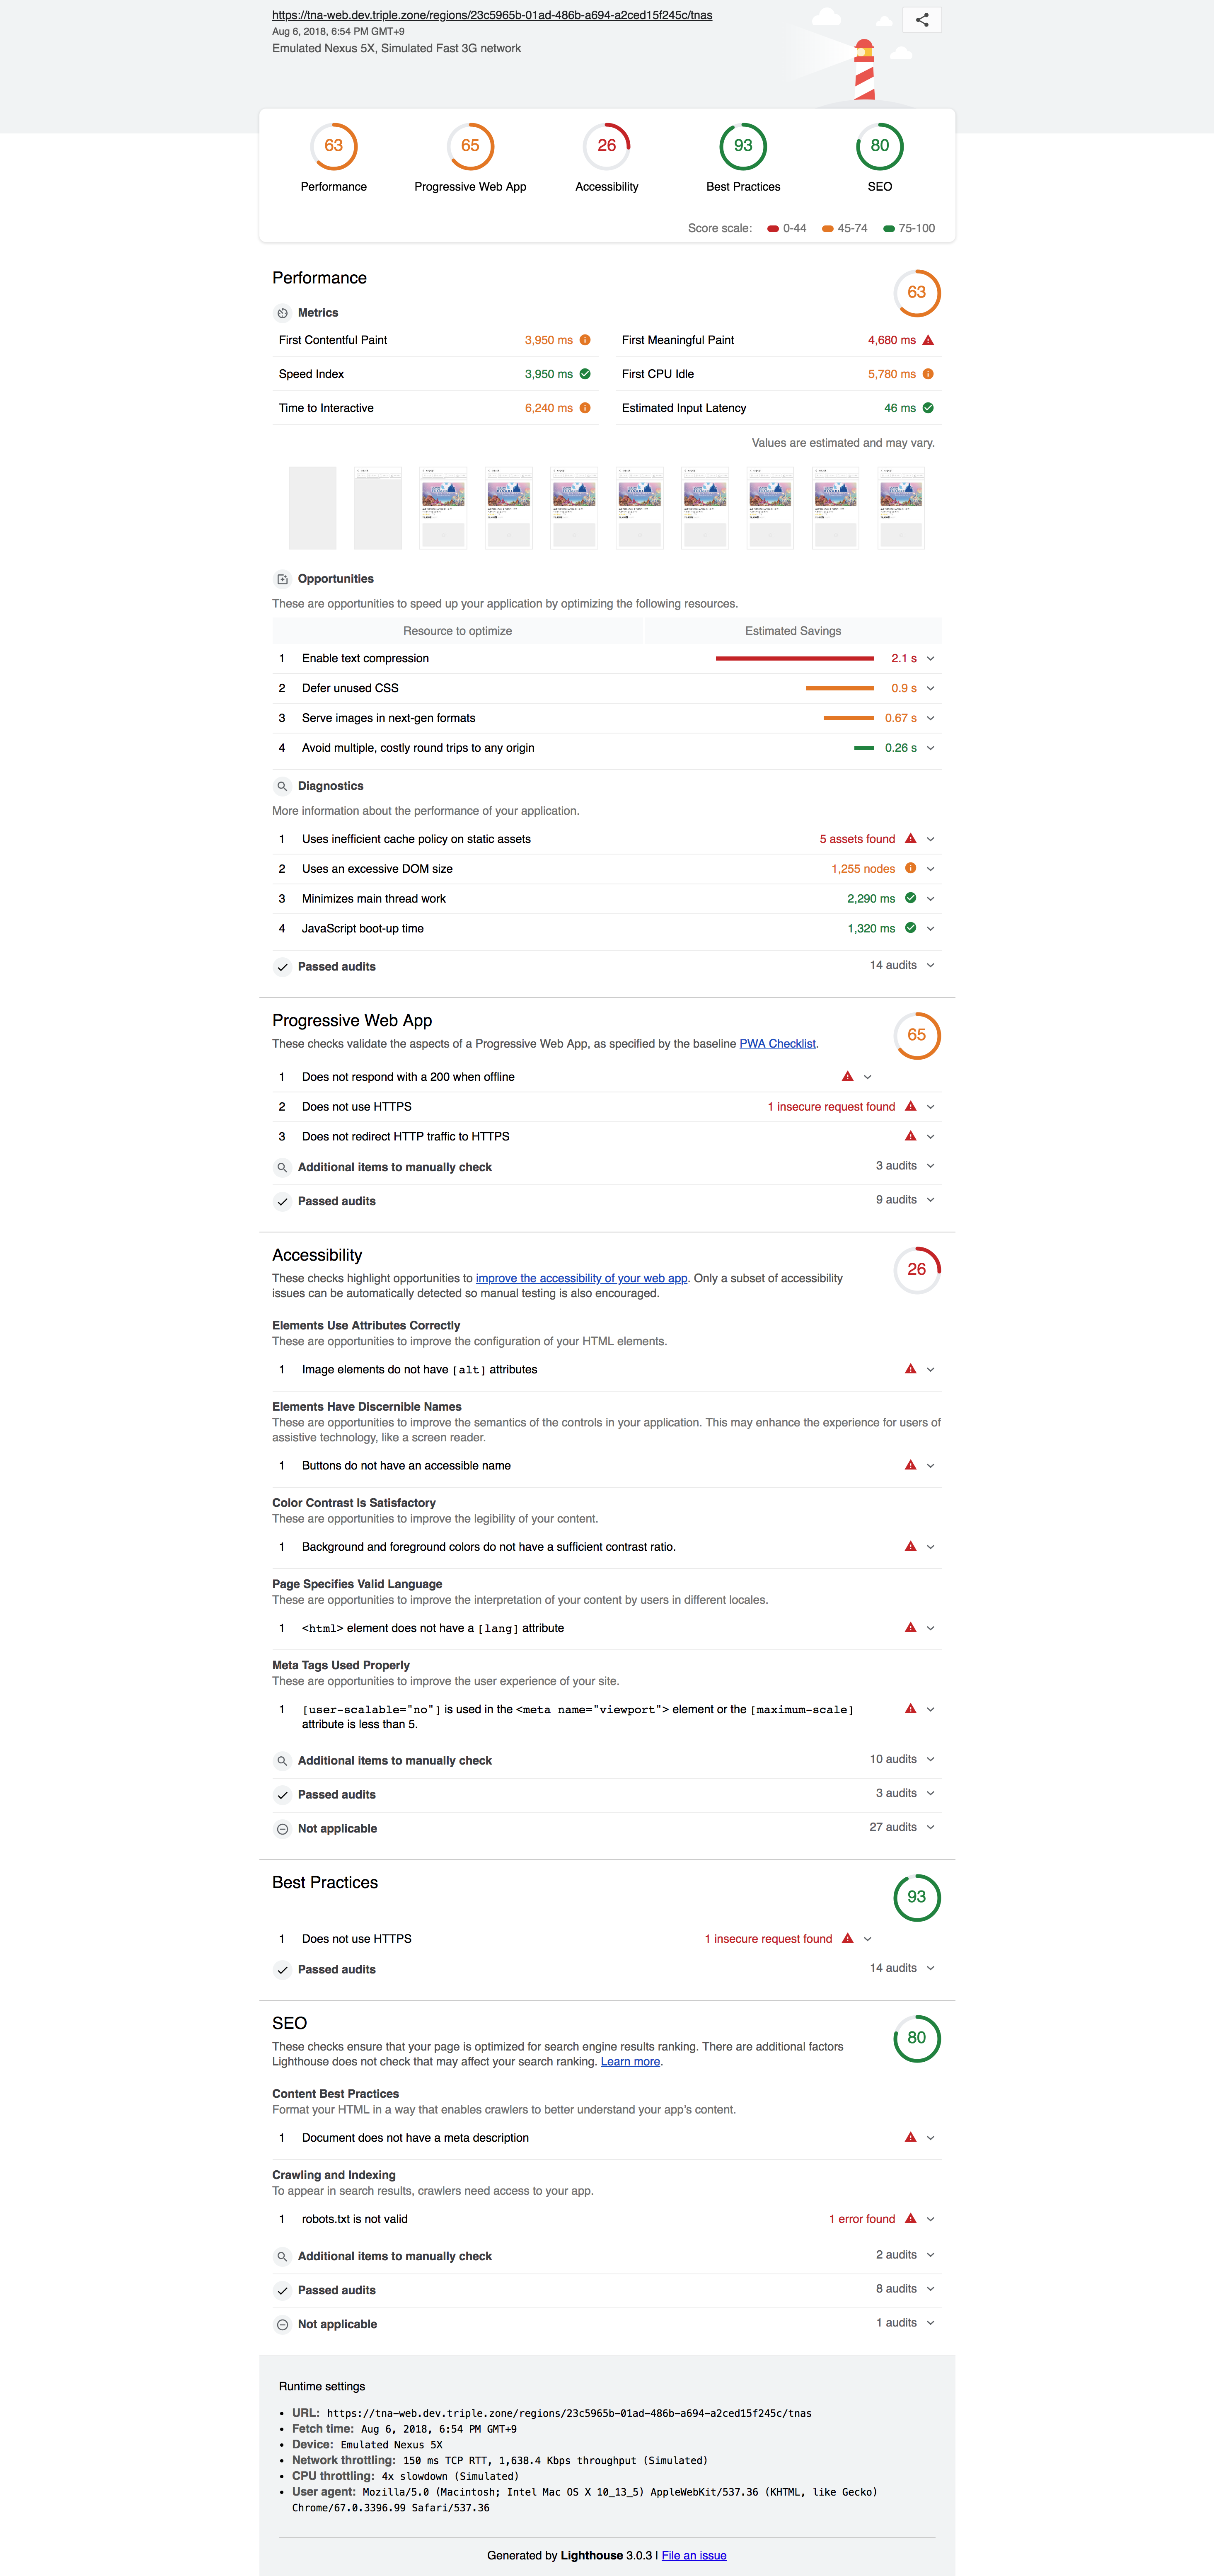 https://tna-web.dev.triple.zone/regions/23c5965b-01ad-486b-a694-a2ced15f245c/tnas
Aug 6, 2018, 6:54 PM GMT+9
Emulated Nexus 5X, Simulated Fast 3G network
63 65 26 93 80
Performance Progressive Web App Accessibility Best Practices SEO
Score scale: 0-44 45-74 75-100
Performance
63
Metrics
First Contentful Paint 3,950 ms First Meaningful Paint 4,680 ms
Speed Index 3,950 ms First CPU Idle 5,780 ms
Time to Interactive 6,240 ms Estimated Input Latency 46 ms
Values are estimated and may vary.
Opportunities
These are opportunities to speed up your application by optimizing the following resources.
Resource to optimize Estimated Savings
1 Enable text compression 2.1 s
2 Defer unused CSS 0.9 s
3 Serve images in next-gen formats 0.67 s
4 Avoid multiple, costly round trips to any origin 0.26 s
Diagnostics
More information about the performance of your application.
1 Uses inefficient cache policy on static assets 5 assets found
2 Uses an excessive DOM size 1,255 nodes
3 Minimizes main thread work 2,290 ms
4 JavaScript boot-up time 1,320 ms
Passed audits 14 audits
Progressive Web App
65
These checks validate the aspects of a Progressive Web App, as specified by the baseline PWA Checklist.
1 Does not respond with a 200 when offline
2 Does not use HTTPS 1 insecure request found
3 Does not redirect HTTP traffic to HTTPS
Additional items to manually check 3 audits
Passed audits 9 audits
Accessibility
26
These checks highlight opportunities to improve the accessibility of your web app. Only a subset of accessibility
issues can be automatically detected so manual testing is also encouraged.
Elements Use Attributes Correctly
These are opportunities to improve the configuration of your HTML elements.
1 Image elements do not have [alt] attributes
Elements Have Discernible Names
These are opportunities to improve the semantics of the controls in your application. This may enhance the experience for users of
assistive technology, like a screen reader.
1 Buttons do not have an accessible name
Color Contrast Is Satisfactory
These are opportunities to improve the legibility of your content.
1 Background and foreground colors do not have a sufficient contrast ratio.
Page Specifies Valid Language
These are opportunities to improve the interpretation of your content by users in different locales.
1 <html> element does not have a [lang] attribute
Meta Tags Used Properly
These are opportunities to improve the user experience of your site.
1 [user-scalable="no"] is used in the <meta name="viewport"> element or the [maximum-scale]
attribute is less than 5.
Additional items to manually check 10 audits
Passed audits 3 audits
Not applicable 27 audits
Best Practices
93
1 Does not use HTTPS 1 insecure request found
Passed audits 14 audits
SEO
80
These checks ensure that your page is optimized for search engine results ranking. There are additional factors
Lighthouse does not check that may affect your search ranking. Learn more.
Content Best Practices
Format your HTML in a way that enables crawlers to better understand your app's content.
1 Document does not have a meta description
Crawling and Indexing
To appear in search results, crawlers need access to your app.
1 robots.txt is not valid 1 error found
Additional items to manually check 2 audits
Passed audits 8 audits
Not applicable 1 audits
Runtime settings
• URL: https://tna-web.dev.triple.zone/regions/23c5965b-01ad-486b-a694-a2ced15f245c/tnas
• Fetch time: Aug 6, 2018, 6:54 PM GMT+9
• Device: Emulated Nexus 5X
• Network throttling: 150 ms TCP RTT, 1,638.4 Kbps throughput (Simulated)
• CPU throttling: 4x slowdown (Simulated)
• User agent: Mozilla/5.0 (Macintosh; Intel Mac OS X 10_13_5) AppleWebKit/537.36 (KHTML, like Gecko)
Chrome/67.0.3396.99 Safari/537.36
Generated by Lighthouse 3.0.3 | File an issue